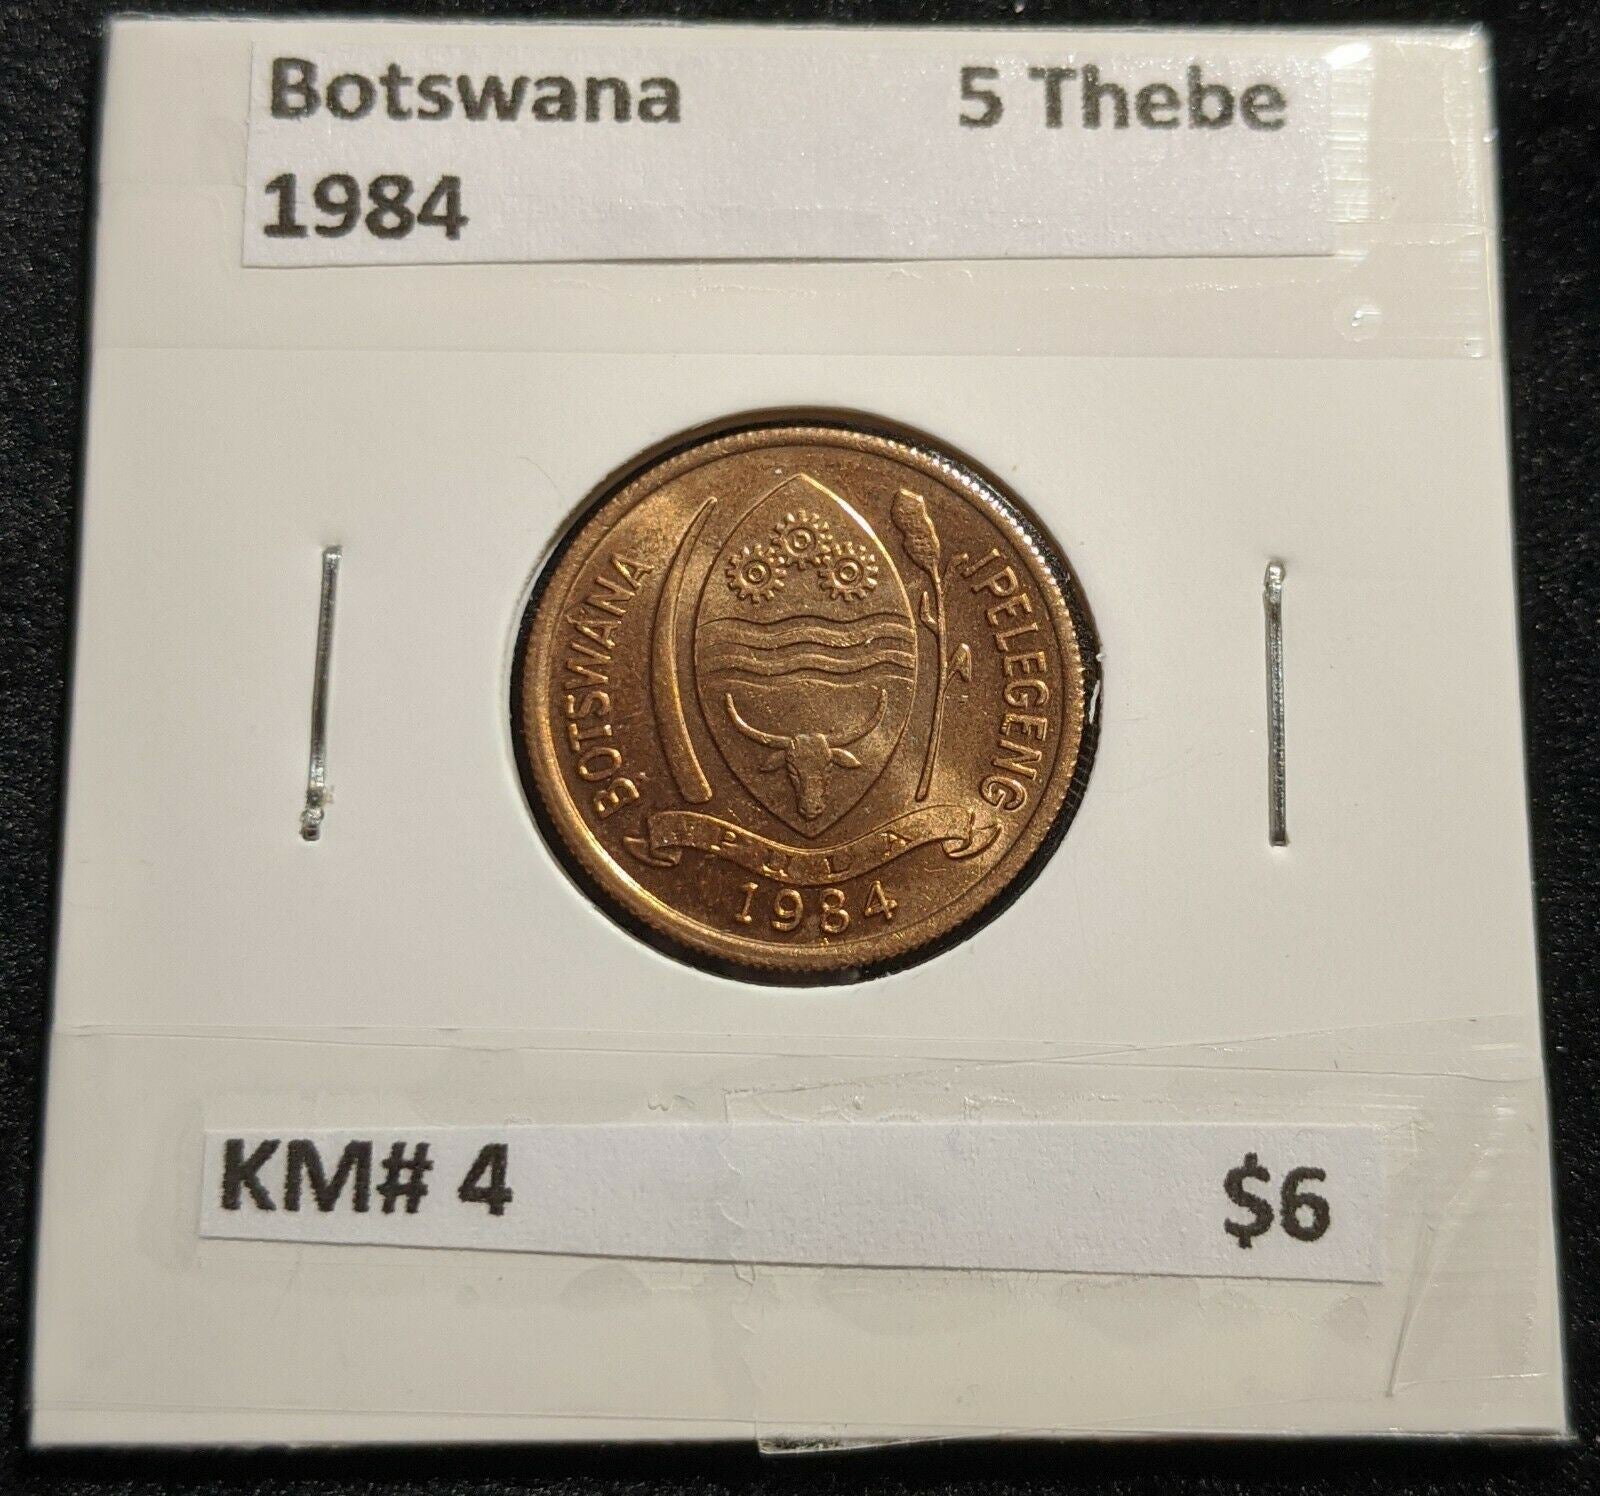 Botswana 5 Thebe
1984
BOTSWANA IPELEGENG
PULA
1984
KM# 4 $6